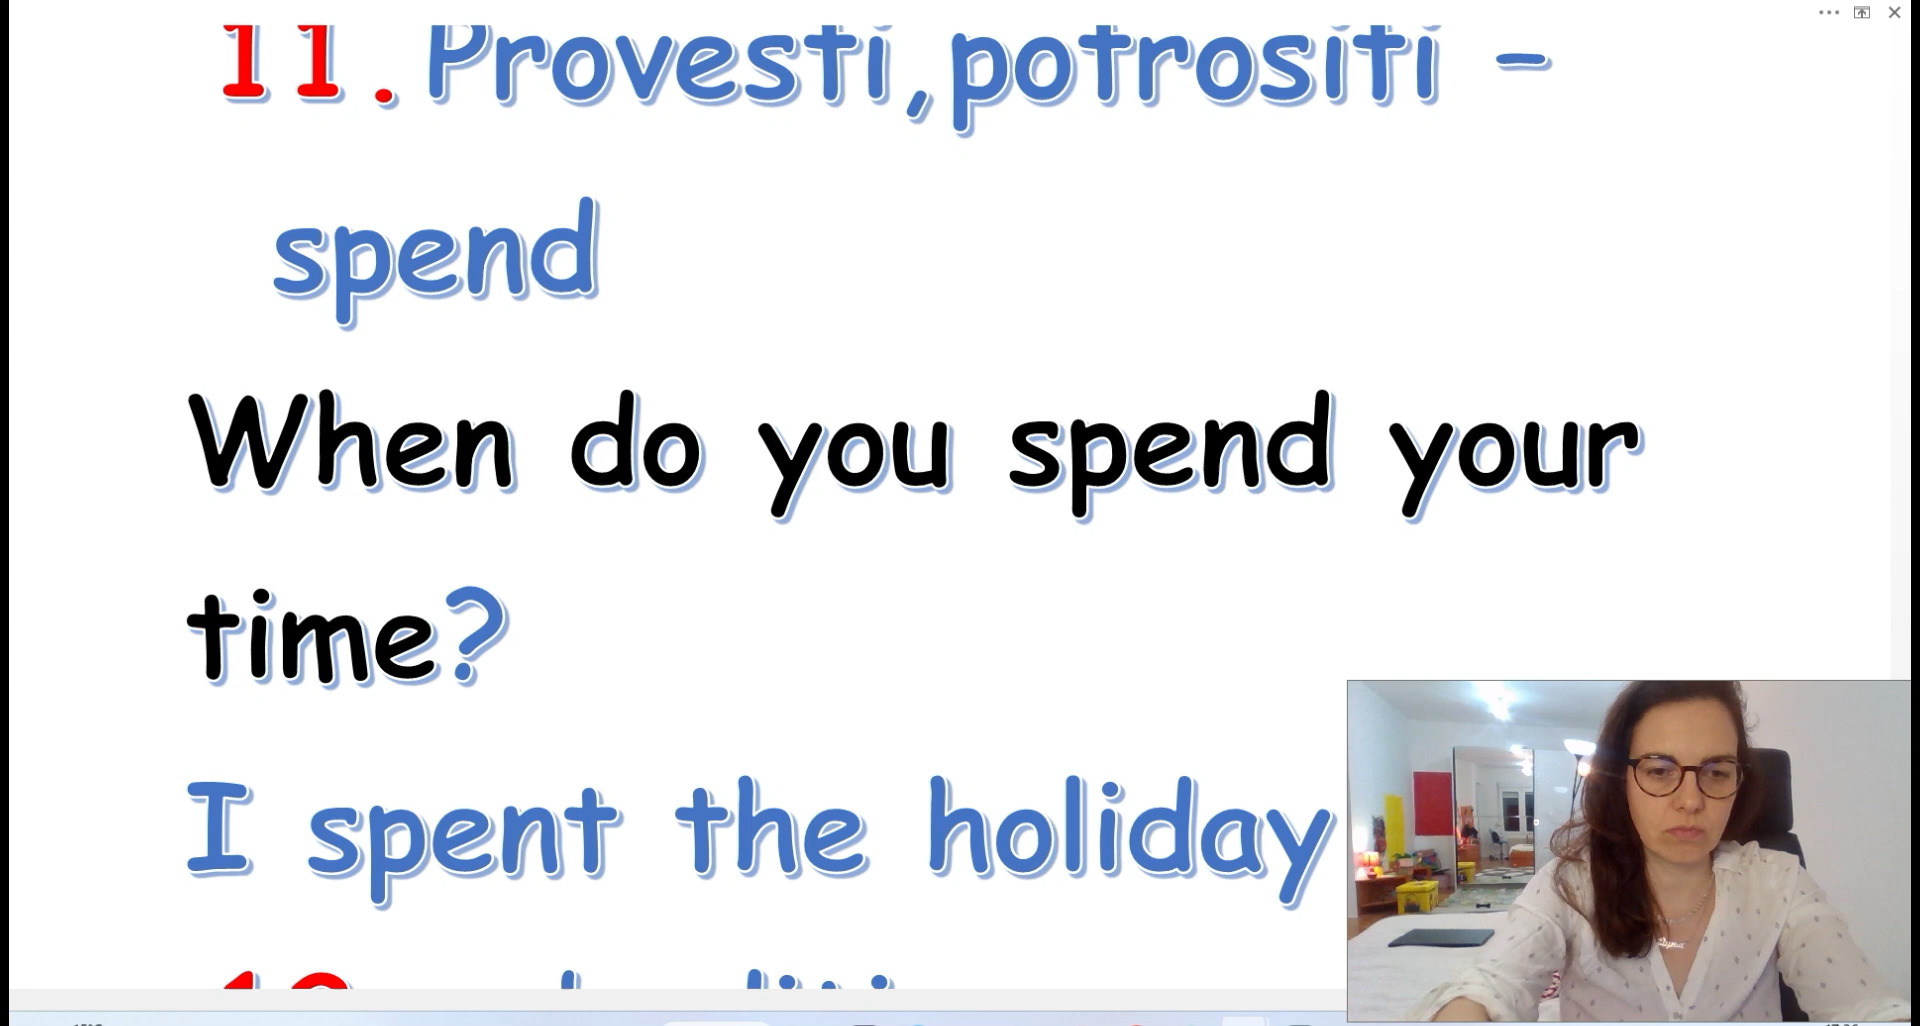 11. Provesti,potrositi -
spend
When do you spend your
time?
I spent the holiday